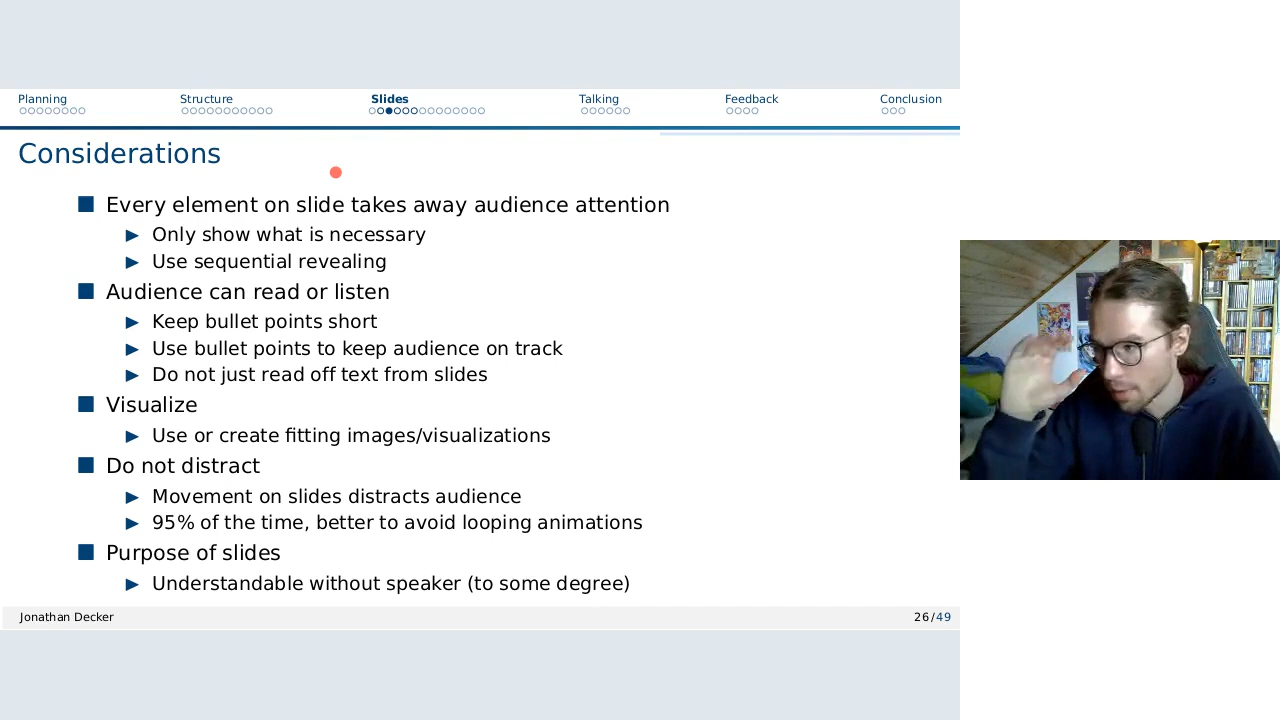 Planning Structure Slides Talking Feedback Conclusion
Considerations
Every element on slide takes away audience attention
Only show what is necessary
Use sequential revealing
Audience can read or listen
Keep bullet points short
Use bullet points to keep audience on track
Do not just read off text from slides
Visualize
Use or create fitting images/visualizations
Do not distract
Movement on slides distracts audience
95% of the time, better to avoid looping animations
Purpose of slides
Understandable without speaker (to some degree)
Jonathan Decker 26/49